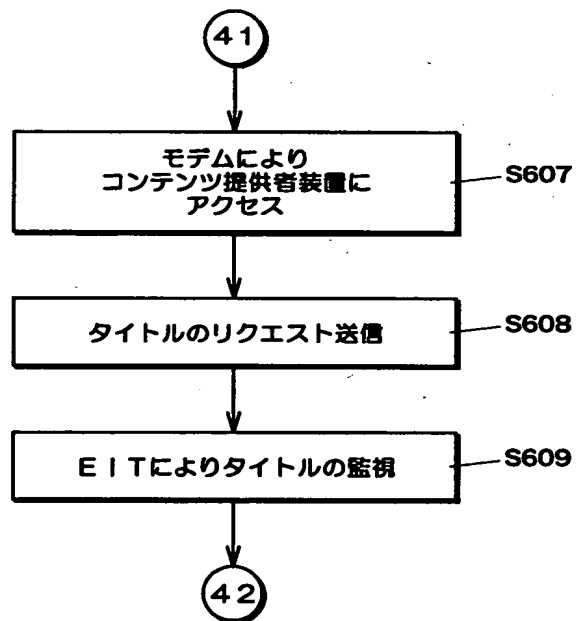 41
モデムにより
コンテンツ提供者装置に
アクセス
S607
タイトルのリクエスト送信
S608
EITによりタイトルの監視
S609
42